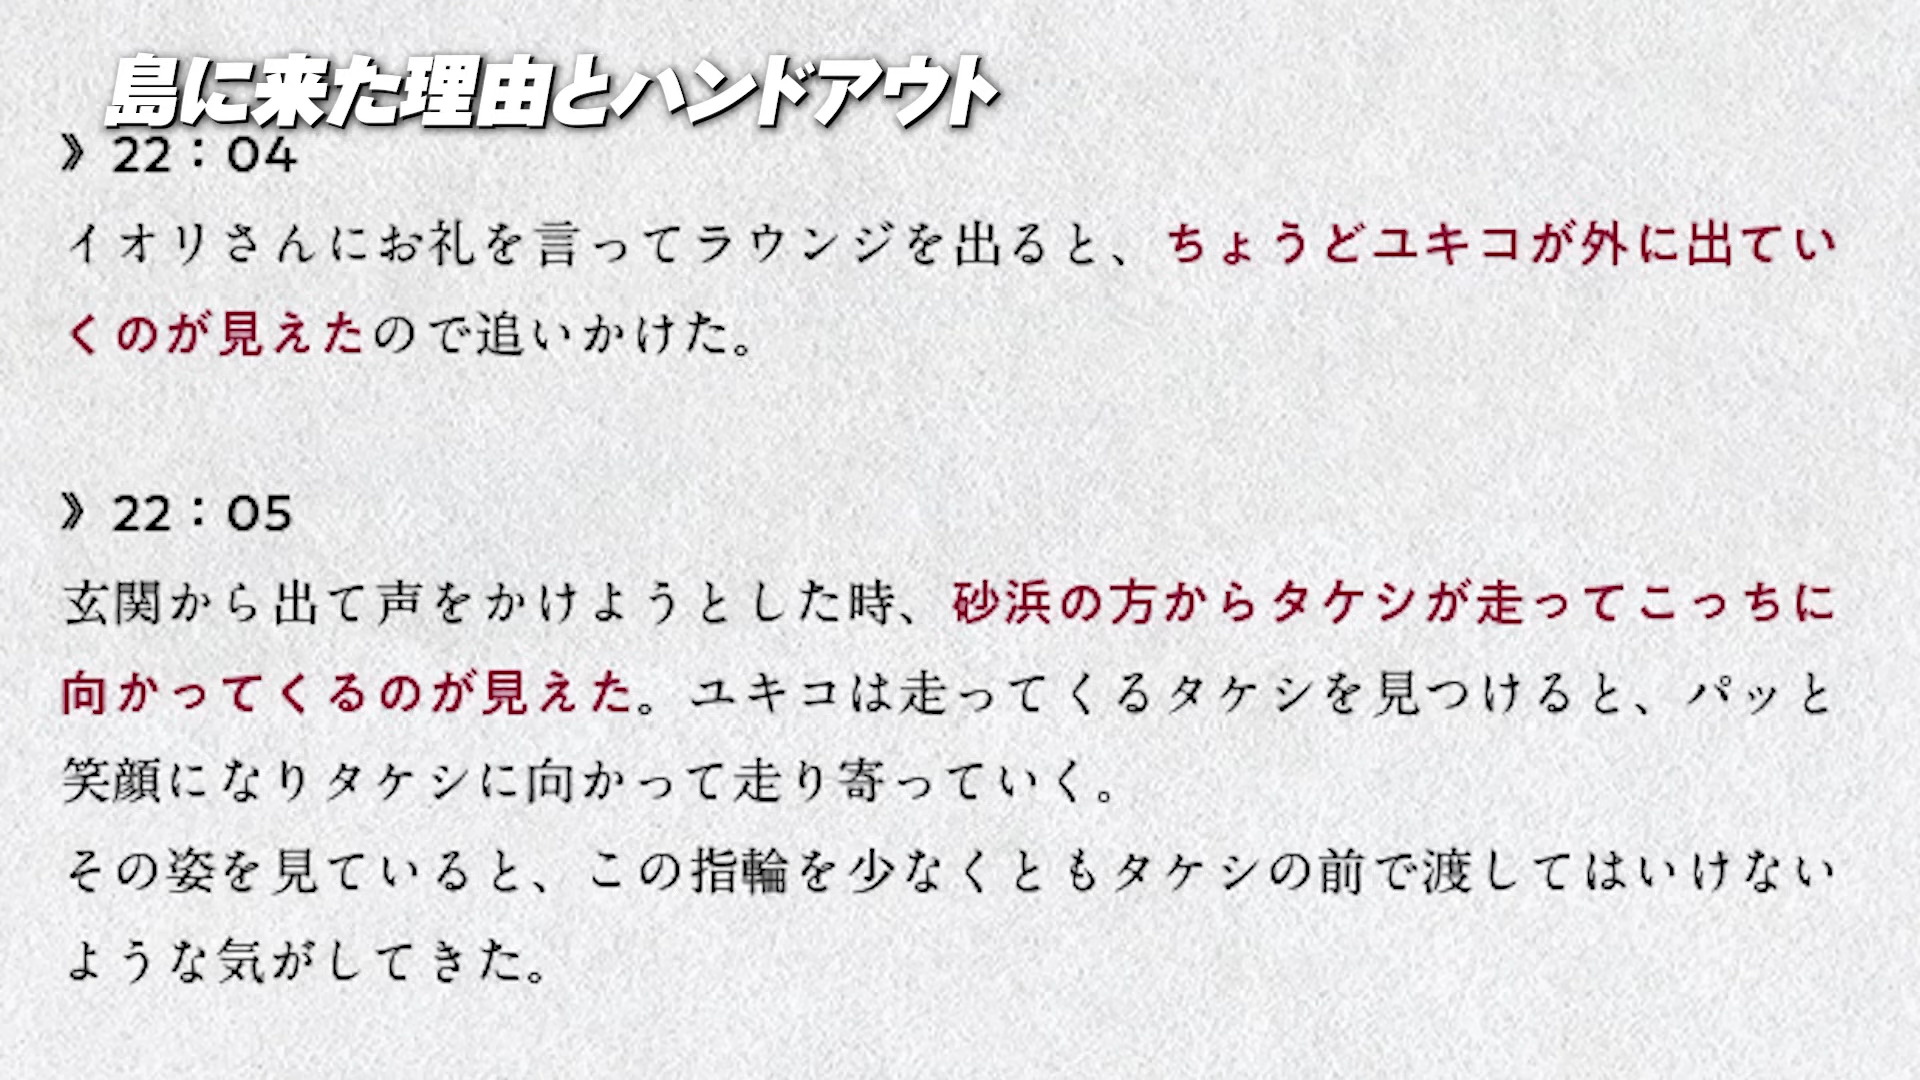 島に来た理由とハンドアウト
》22：04
イオリさんにお礼を言ってラウンジを出ると、ちょうどユキコが外に出てい
くのが見えたので追いかけた。
》22：05
玄関から出て声をかけようとした時、砂浜の方からタケシが走ってこっちに
向かってくるのが見えた。ユキコは走ってくるタケシを見つけると、パッと
笑顔になりタケシに向かって走り寄っていく。
その姿を見ていると、この指輪を少なくともタケシの前で渡してはいけない
ような気がしてきた。